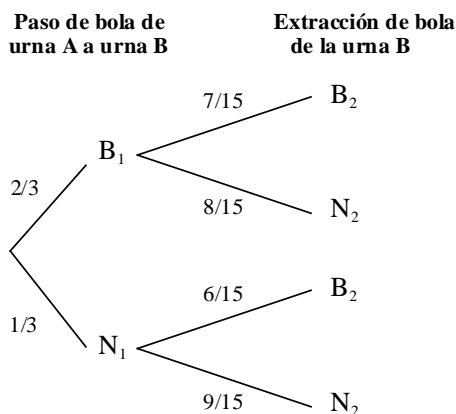 Paso de bola de
urna A a urna B
Extracción de bola
de la urna B
7/15
B₂
B₁
2/3
8/15
N₂
6/15
B₂
1/3
N₁
9/15
N₂